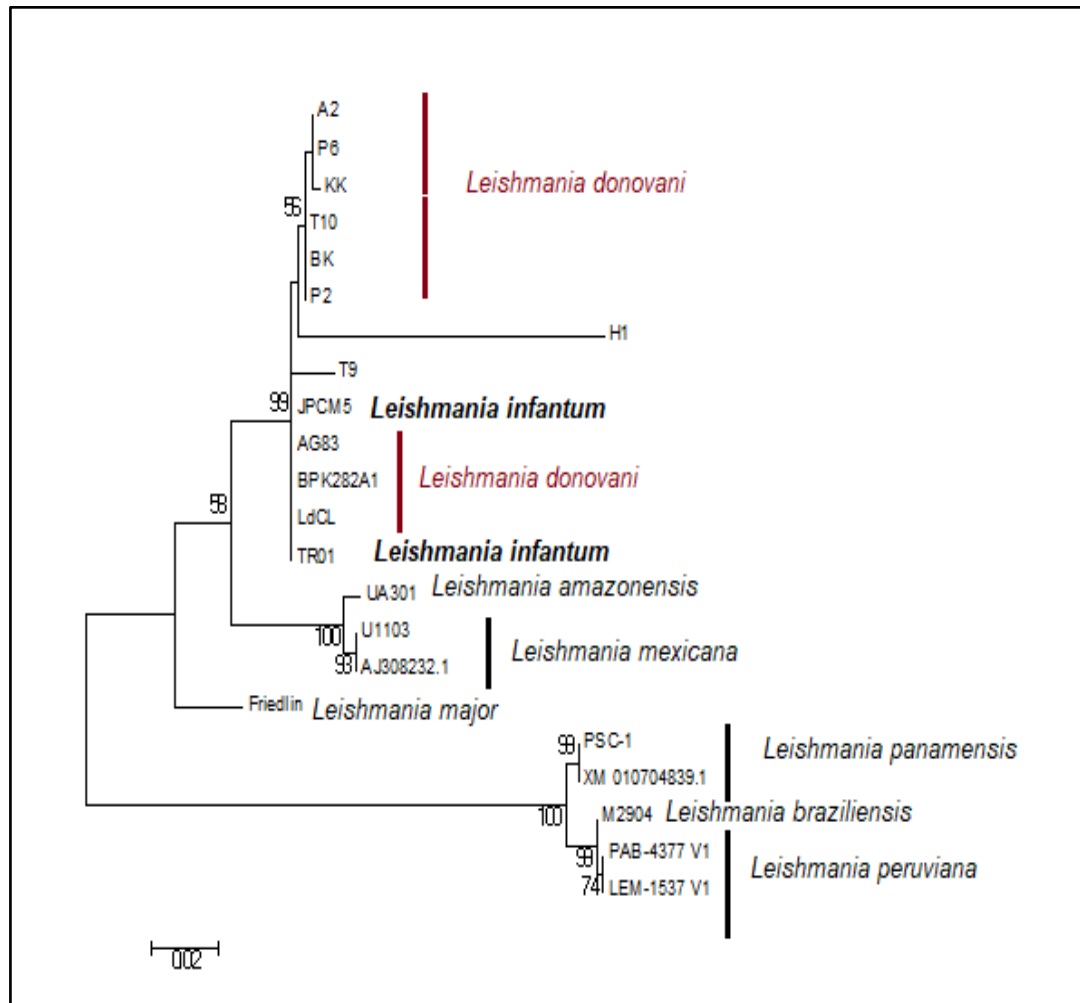 A2
P6
Leishmania donovani
KK
56
T10
BK
P2
H1
T9
99
JPCM5 Leishmania infantum
AG83
BPK282A1 Leishmania donovani
53
LdCL
TR01 Leishmania infantum
UA301 Leishmania amazonensis
100
U1103
Leishmania mexicana
93
AJ308232.1
Friedlin Leishmania major
99
PSC-1
Leishmania panamensis
XM 010704839.1
100
M2904 Leishmania braziliensis
99
PAB-4377 V1
Leishmania peruviana
74
LEM-1537 V1
0.02